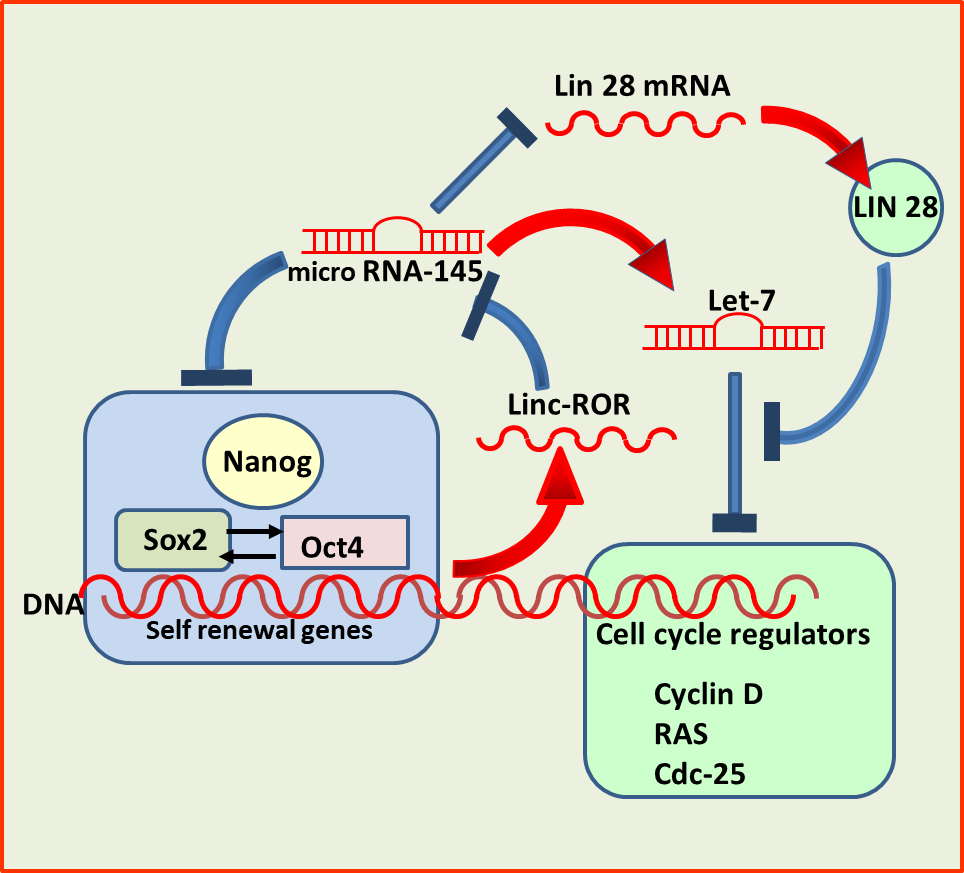 Lin 28 mRNA
LIN 28
micro RNA-145
Let-7
Linc-ROR
Nanog
Sox2
Oct4
DNA
Self renewal genes
Cell cycle regulators
Cyclin D
RAS
Cdc-25